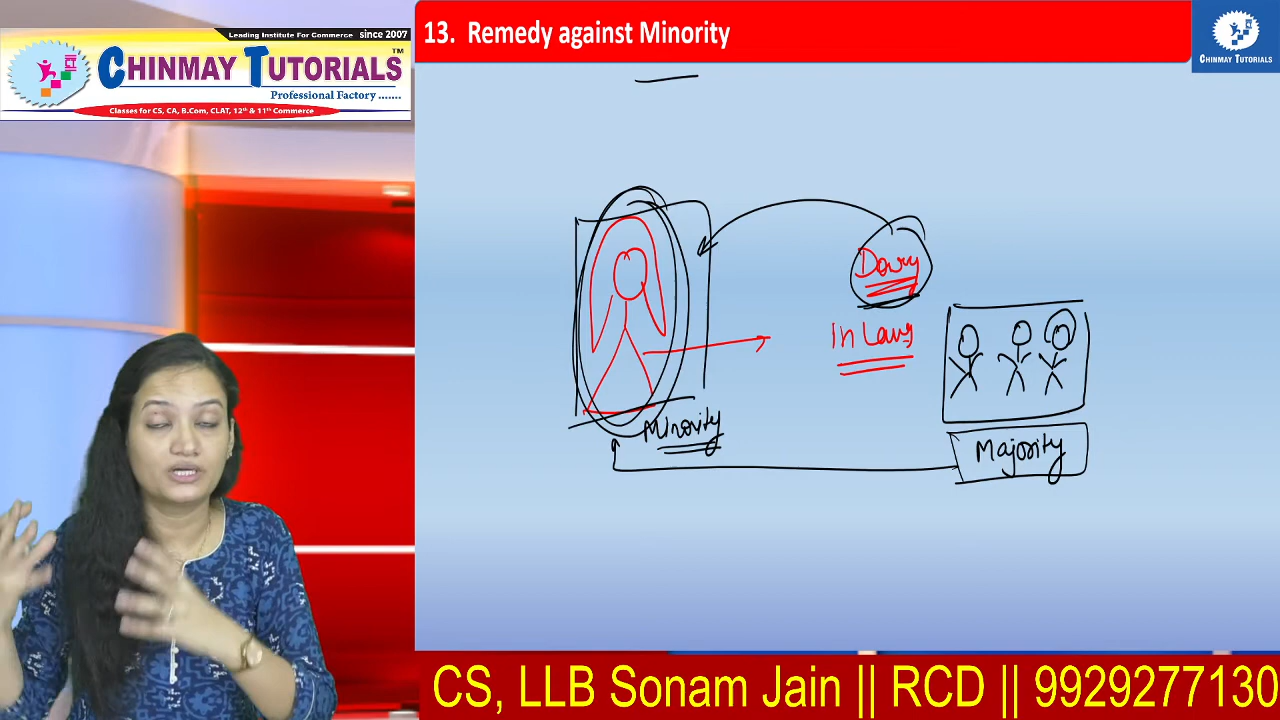 Leading Institute For Commerce since 2007
CHINMAY TUTORIALS™
Professional Factory .......
Classes for CS, CA, B.Com, CLAT, 12th & 11th Commerce
13. Remedy against Minority
CHINMAY TUTORIALS
Dowry
In Laws
Minority
Majority
CS, LLB Sonam Jain || RCD || 9929277130